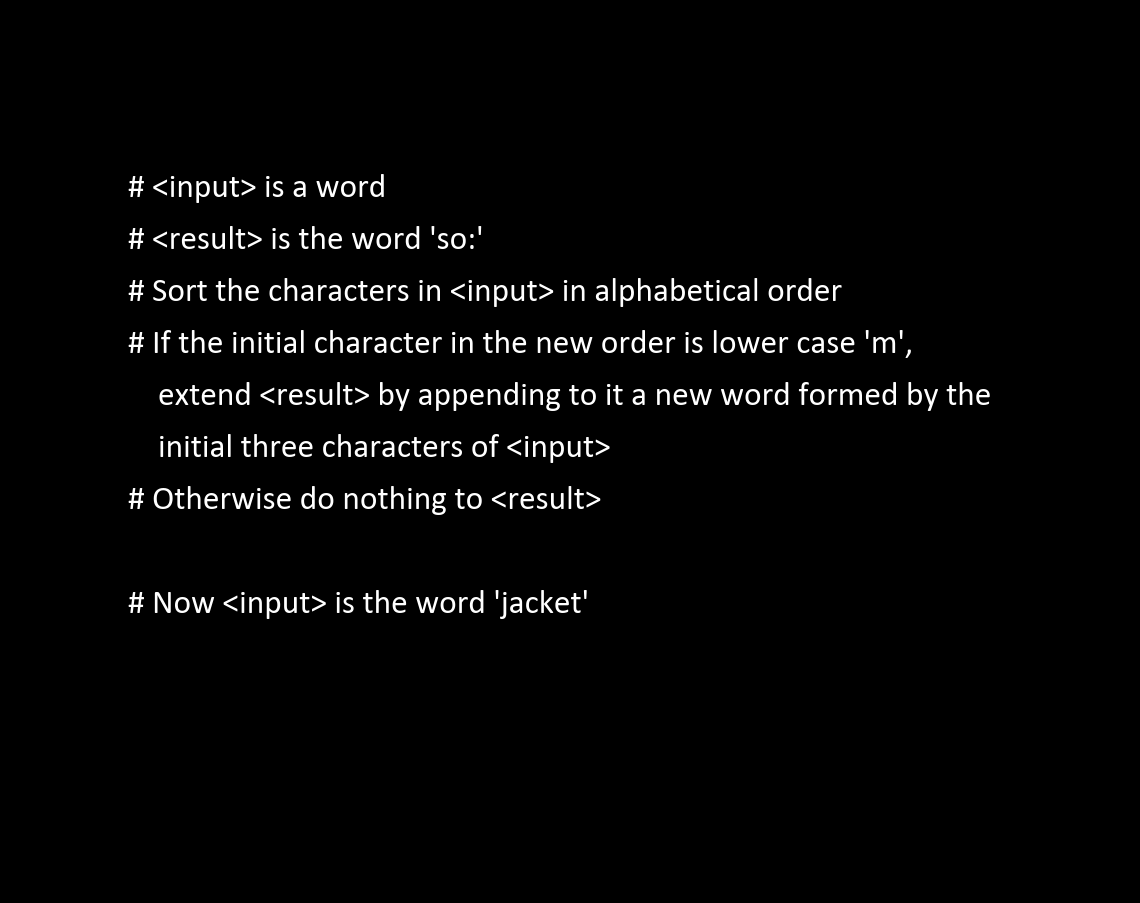 # <input> is a word
# <result> is the word 'so:'
# Sort the characters in <input> in alphabetical order
# If the initial character in the new order is lower case 'm',
extend <result> by appending to it a new word formed by the
initial three characters of <input>
# Otherwise do nothing to <result>
# Now <input> is the word 'jacket'